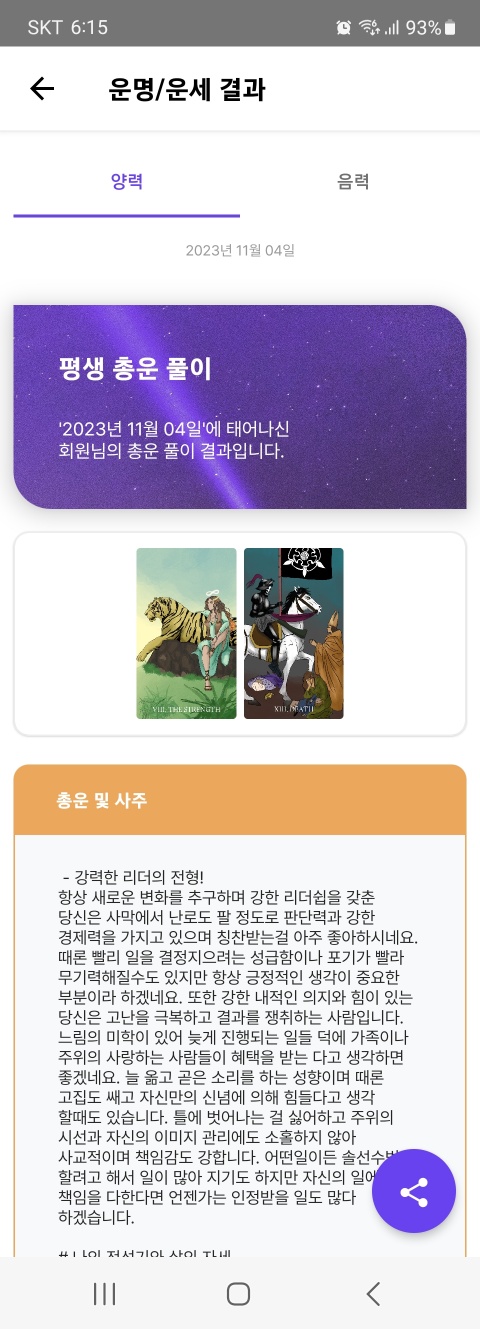 SKT 6:15
93%
운명/운세 결과
양력
음력
2023년 11월 04일
평생 총운 풀이
'2023년 11월 04일'에 태어나신
회원님의 총운 풀이 결과입니다.
VIII. THE STRENGTH
XIII. DEATH
총운 및 사주
- 강력한 리더의 전형!
항상 새로운 변화를 추구하며 강한 리더쉽을 갖춘
당신은 사막에서 난로도 팔 정도로 판단력과 강한
경제력을 가지고 있으며 칭찬받는걸 아주 좋아하시네요.
때론 빨리 일을 결정지으려는 성급함이나 포기가 빨라
무기력해질수도 있지만 항상 긍정적인 생각이 중요한
부분이라 하겠네요. 또한 강한 내적인 의지와 힘이 있는
당신은 고난을 극복하고 결과를 쟁취하는 사람입니다.
느림의 미학이 있어 늦게 진행되는 일들 덕에 가족이나
주위의 사랑하는 사람들이 혜택을 받는 다고 생각하면
좋겠네요. 늘 옳고 곧은 소리를 하는 성향이며 때론
고집도 쎄고 자신만의 신념에 의해 힘들다고 생각
할때도 있습니다. 틀에 벗어나는 걸 싫어하고 주위의
시선과 자신의 이미지 관리에도 소홀하지 않아
사교적이며 책임감도 강합니다. 어떤일이든
할려고 해서 일이 많아 지기도 하지만 자신의
책임을 다한다면 언젠가는 인정받을 일도 많다
하겠습니다.